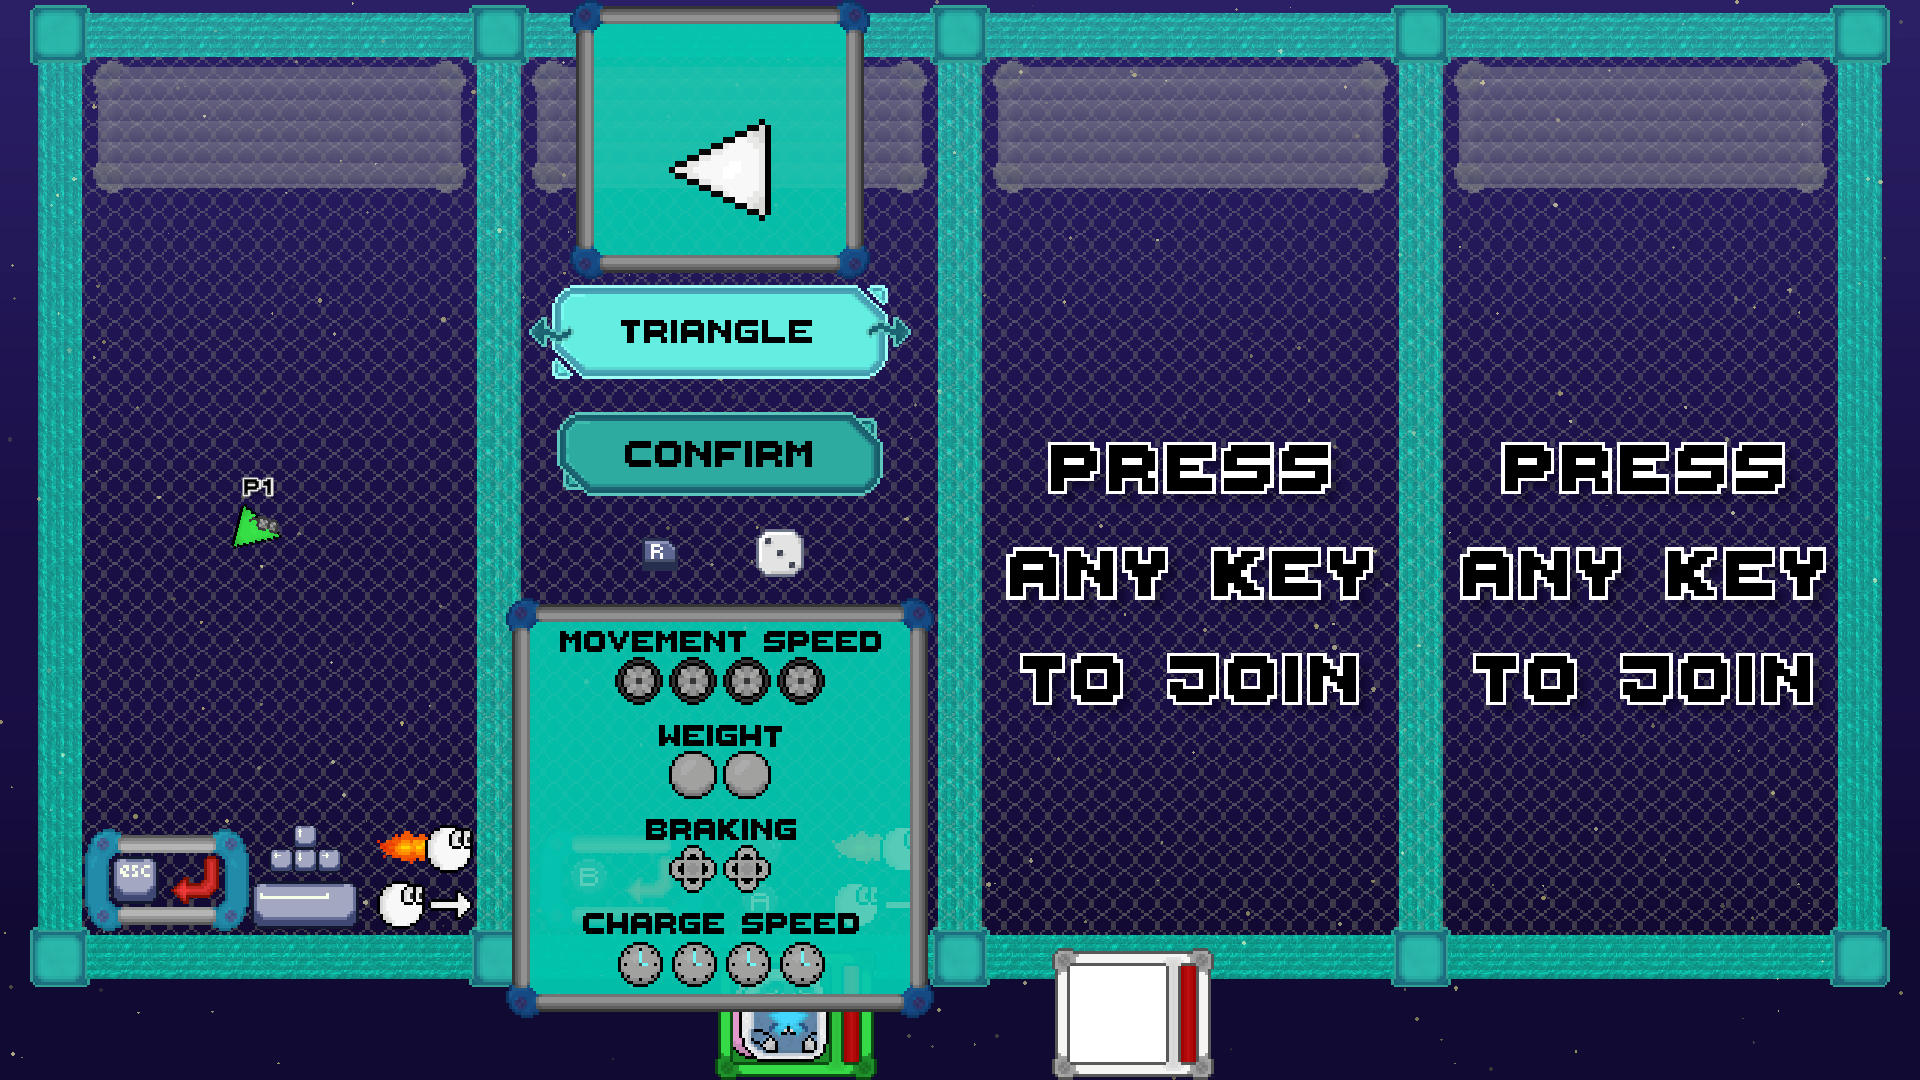 P1
esc
TRIANGLE
CONFIRM
R
MOVEMENT SPEED
WEIGHT
BRAKING
B
A
CHARGE SPEED
PRESS
ANY KEY
TO JOIN
PRESS
ANY KEY
TO JOIN